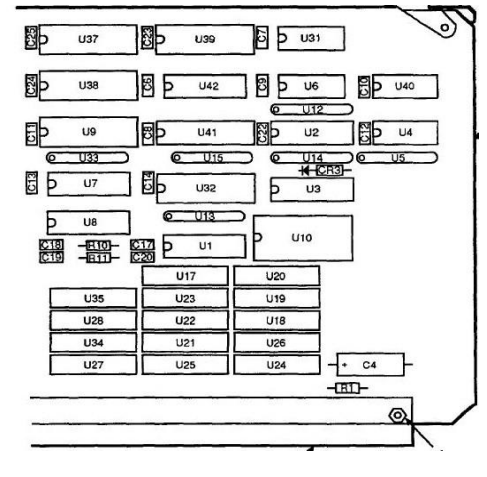 C25 U37 C23 U39 C7 U31
C24 U38 C6 U42 C9 U6 C10 U40
U12
C11 U9 C8 U41 C22 U2 C12 U4
U33 U15 U14 U5
CR3
C13 U7 C14 U32 U3
U8 U13
C18 R10 C17 U1 U10
C19 R11 C20
U17 U20
U35 U23 U19
U28 U22 U18
U34 U21 U26
U27 U25 U24 + C4
R1